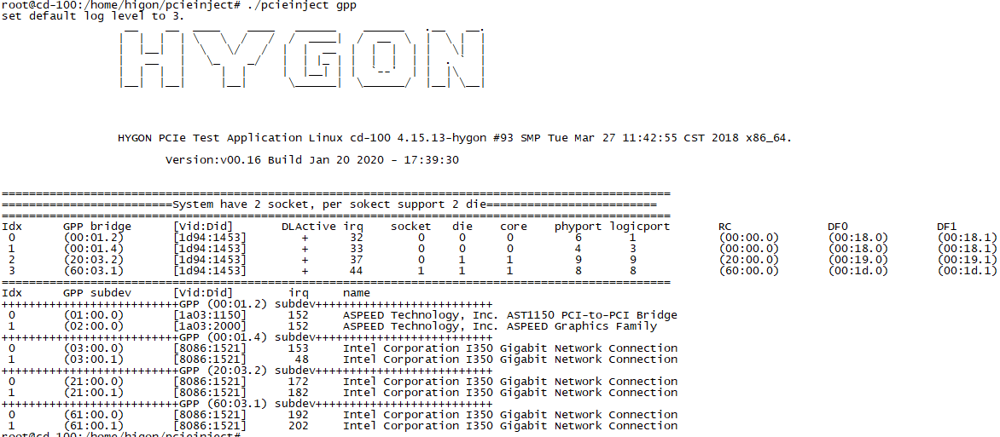 root@cd-100:/home/higon/pcieinject# ./pcieinject gpp
set default log level to 3.
HYGON
HYGON PCIe Test Application Linux cd-100 4.15.13-hygon #93 SMP Tue Mar 27 11:42:55 CST 2018 x86_64.
Version:v00.16 Build Jan 20 2020 - 17:39:30
==================================================================================================
=========================System have 2 socket, per sokect support 2 die=========================
==================================================================================================
Idx GPP bridge [Vid:Did] DLActive irq socket die core phyport logicport RC DF0 DF1
0 (00:01.2) [1d94:1453] + 32 0 0 0 6 1 (00:00.0) (00:18.0) (00:18.1)
1 (00:01.4) [1d94:1453] + 33 0 0 0 4 3 (00:00.0) (00:18.0) (00:18.1)
2 (20:03.2) [1d94:1453] + 37 0 1 1 9 9 (20:00.0) (00:19.0) (00:19.1)
3 (60:03.1) [1d94:1453] + 44 1 1 1 8 8 (60:00.0) (00:1d.0) (00:1d.1)
==================================================================================================
Idx GPP subdev [Vid:Did] irq name
++++++++++++++++++++++++++GPP (00:01.2) subdev++++++++++++++++++++++++++
0 (01:00.0) [1a03:1150] 152 ASPEED Technology, Inc. AST1150 PCI-to-PCI Bridge
1 (02:00.0) [1a03:2000] 152 ASPEED Technology, Inc. ASPEED Graphics Family
++++++++++++++++++++++++++GPP (00:01.4) subdev++++++++++++++++++++++++++
0 (03:00.0) [8086:1521] 153 Intel Corporation I350 Gigabit Network Connection
1 (03:00.1) [8086:1521] 48 Intel Corporation I350 Gigabit Network Connection
++++++++++++++++++++++++++GPP (20:03.2) subdev++++++++++++++++++++++++++
0 (21:00.0) [8086:1521] 172 Intel Corporation I350 Gigabit Network Connection
1 (21:00.1) [8086:1521] 182 Intel Corporation I350 Gigabit Network Connection
++++++++++++++++++++++++++GPP (60:03.1) subdev++++++++++++++++++++++++++
0 (61:00.0) [8086:1521] 192 Intel Corporation I350 Gigabit Network Connection
1 (61:00.1) [8086:1521] 202 Intel Corporation I350 Gigabit Network Connection
root@cd-100:/home/higon/pcieinject#